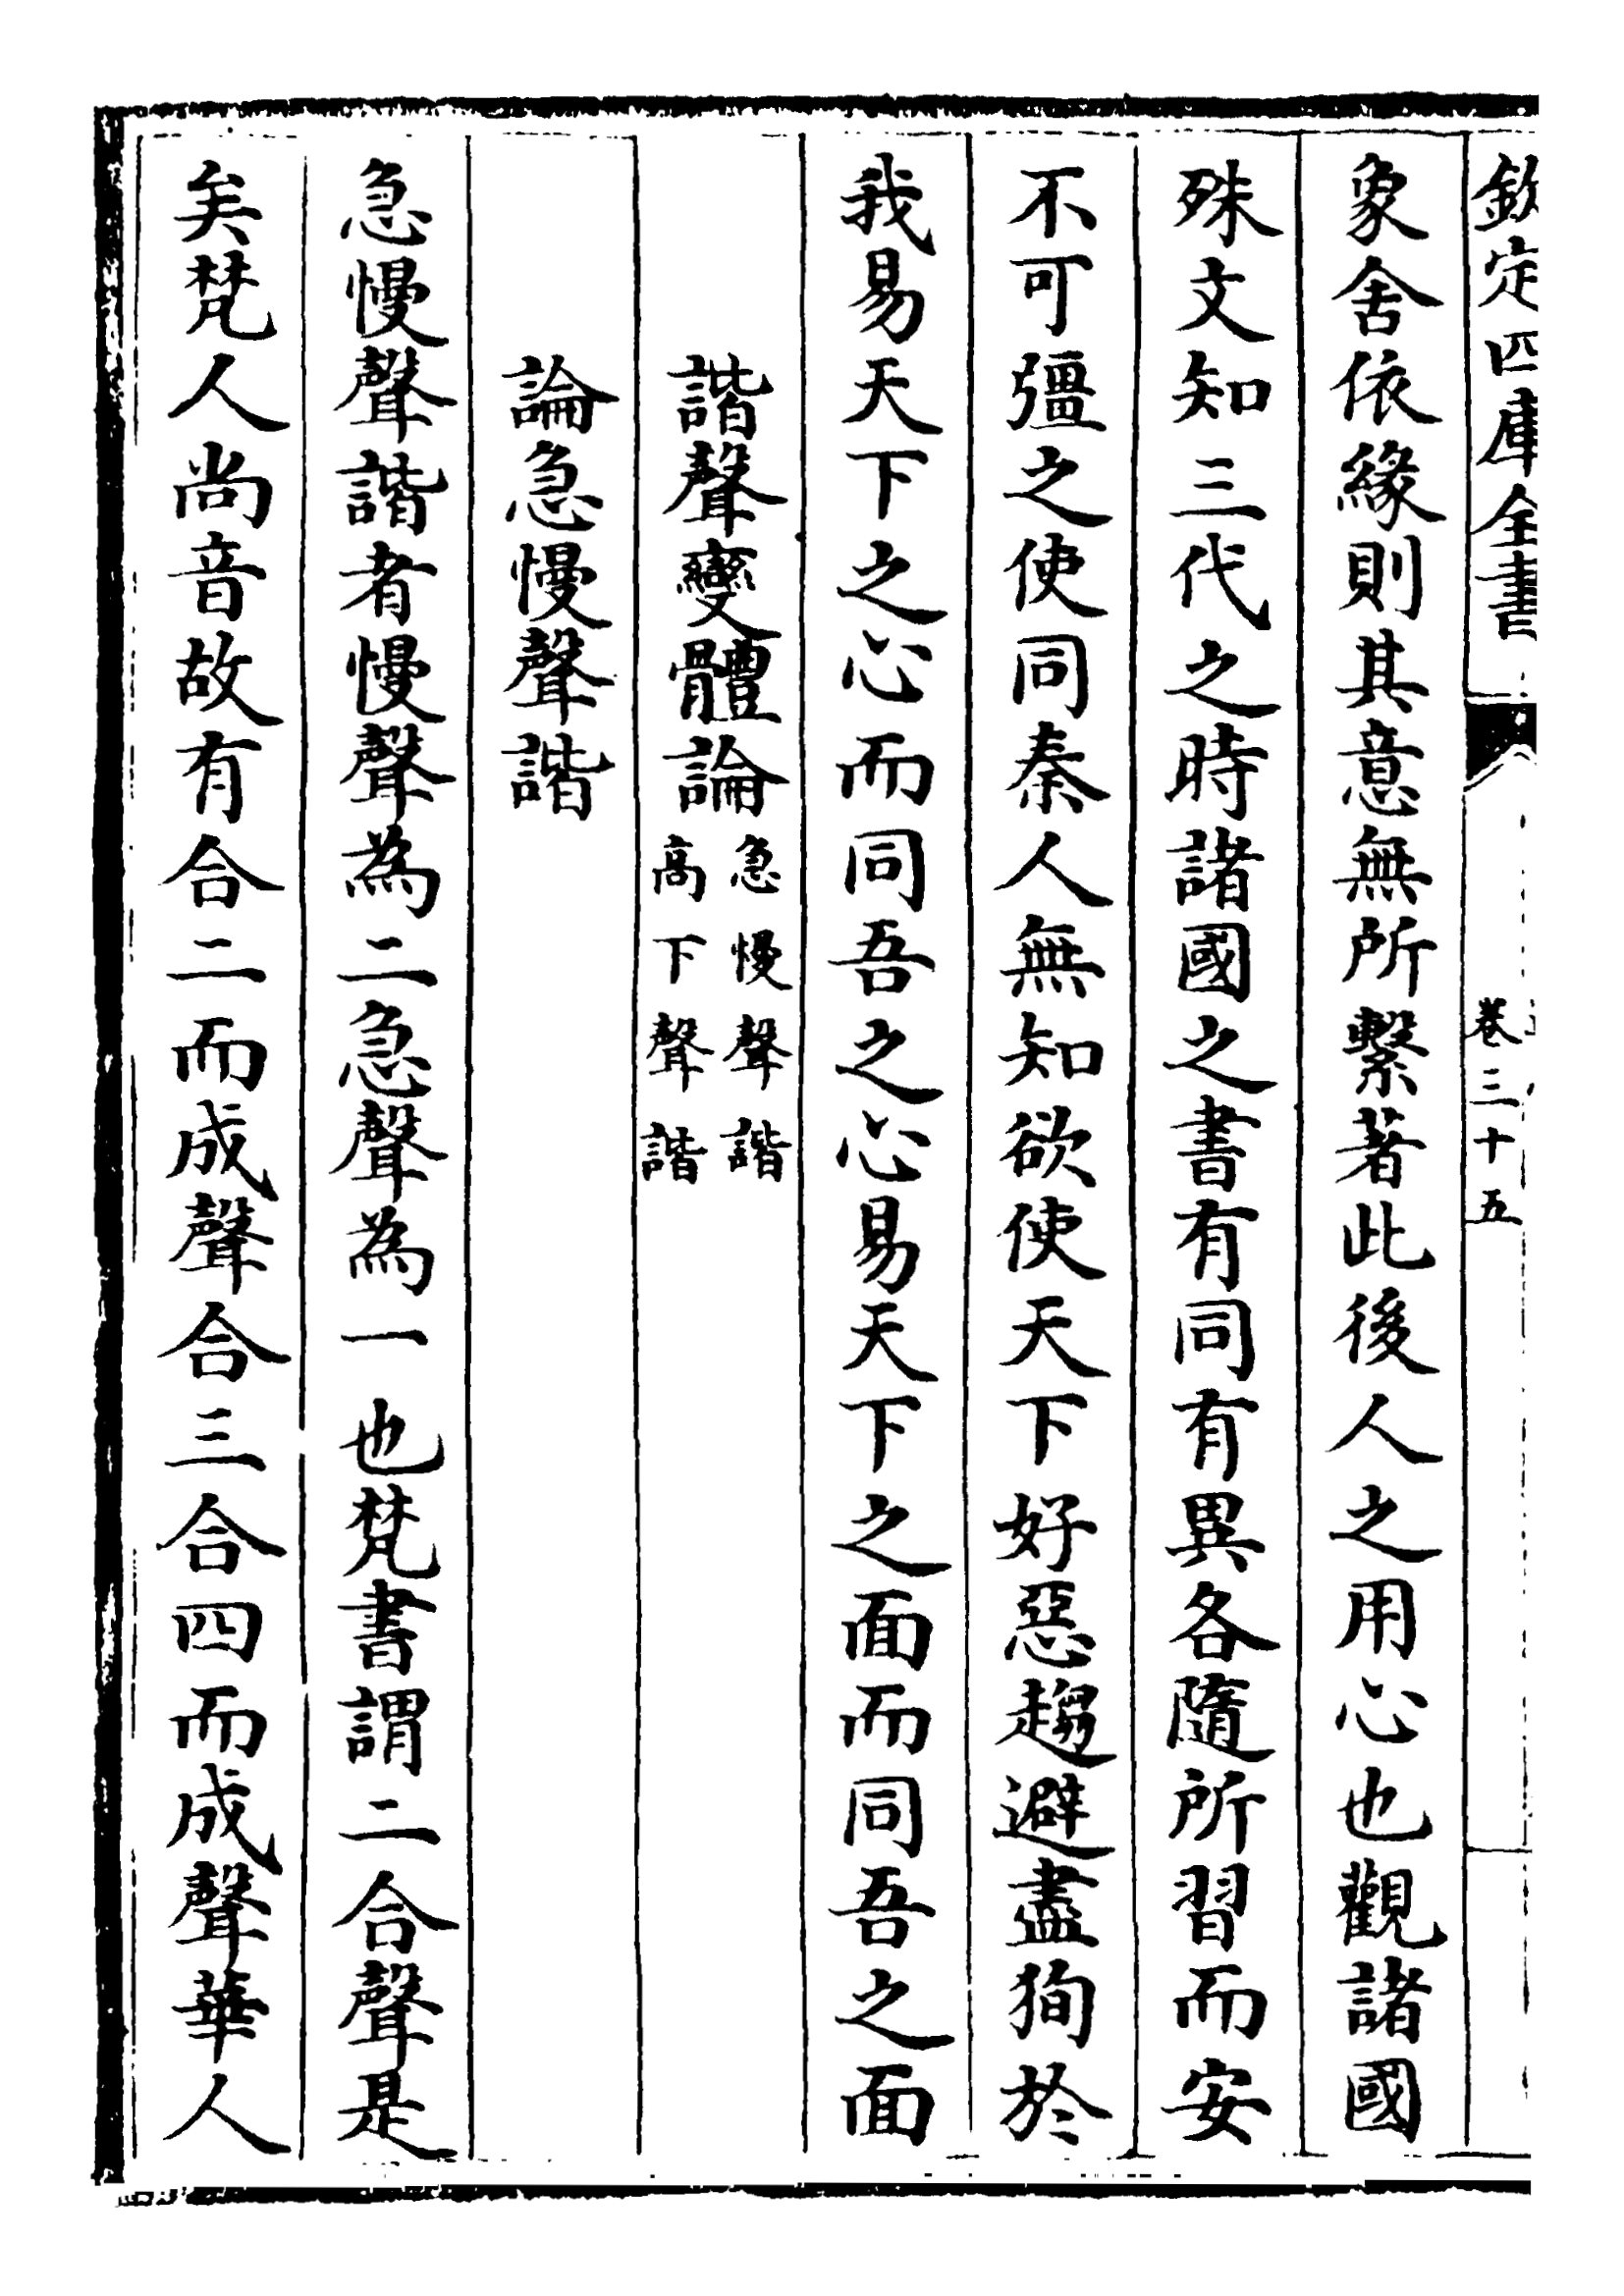 欽定四庫全書
卷三十五
象舍依緣則其意無所繫著此後人之用心也觀諸國
殊文知三代之時諸國之書有同有異各隨所習而安
不可彊之使同秦人無知欲使天下好惡趨避盡狥於
我易天下之心而同吾之心易天下之面而同吾之面
諧聲變體論急慢聲諧
高下聲諧
論急慢聲諧
急慢聲諧者慢聲為二急聲為一也梵書謂二合聲是
矣梵人尚音故有合二而成聲合三合四而成聲華人